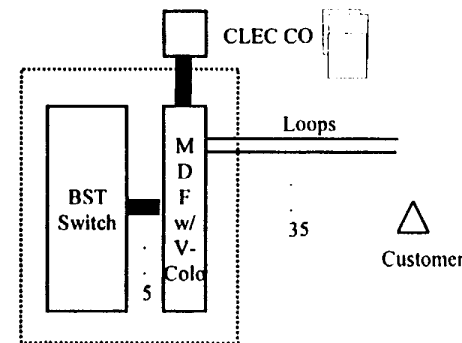 CLEC CO
Loops
M
D
F
w/
V-
Colo
BST
Switch
.
.
5
.
.
35
Customer